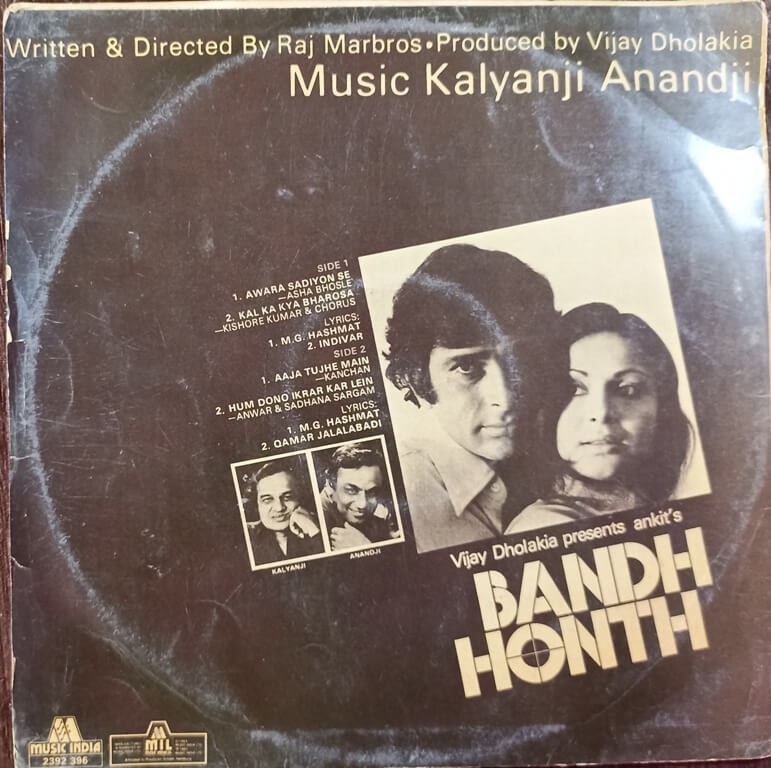 Written & Directed By Raj Marbros•Produced by Vijay Dholakia
Music Kalyanji Anandji
SIDE 1
1. AWARA SADIYON SE
—ASHA BHOSLE
2. KAL KA KYA BHAROSA
—KISHORE KUMAR & CHORUS
LYRICS:
1. M.G. HASHMAT
2. INDIVAR
SIDE 2
1. AAJA TUJHE MAIN
—KANCHAN
2. HUM DONO IKRAR KAR LEIN
—ANWAR & SADHANA SARGAM
LYRICS:
1. M.G. HASHMAT
2. QAMAR JALALABADI
KALYANJI
ANANDJI
Vijay Dholakia presents ankit's
BANDH
HONTH
MUSIC INDIA
2392 396
MIL